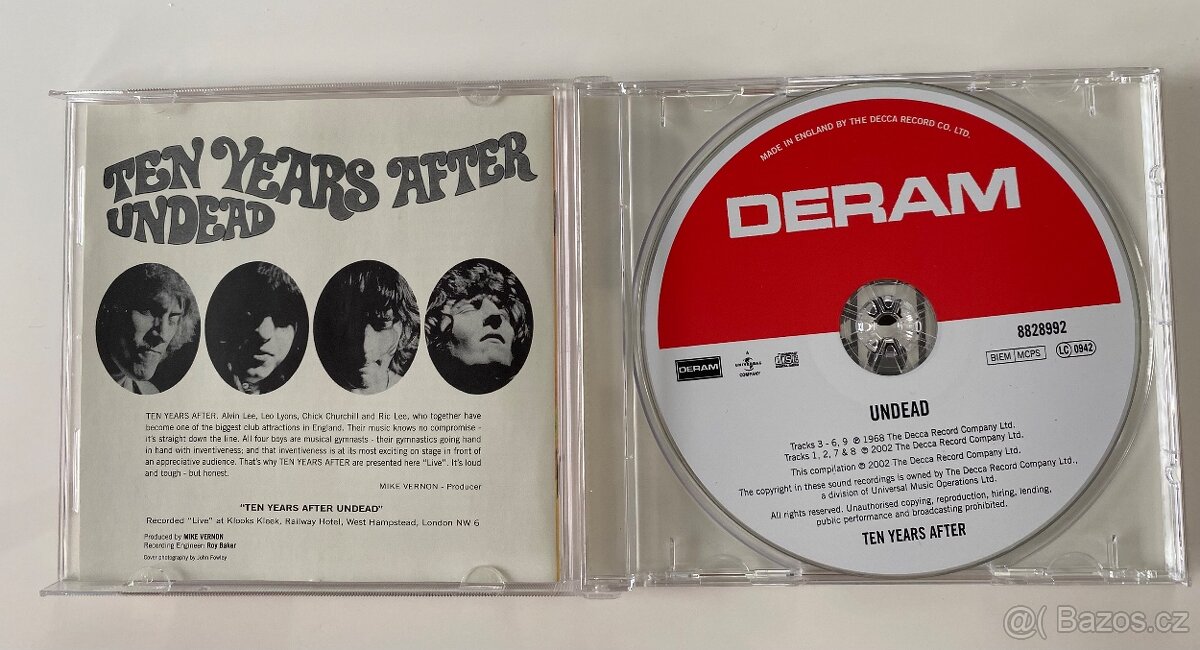 TEN YEARS AFTER
UNDEAD
TEN YEARS AFTER. Alvin Lee, Leo Lyons, Chick Churchill and Ric Lee, who together have
become one of the biggest club attractions in England. Their music knows no compromise -
it's straight down the line. All four boys are musical gymnasts - their gymnastics going hand
in hand with inventiveness; and that inventiveness is at its most exciting on stage in front of
an appreciative audience. That's why TEN YEARS AFTER are presented here "Live". It's loud
and tough - but honest.
MIKE VERNON - Producer
"TEN YEARS AFTER UNDEAD"
Recorded "Live" at Klooks Kleek, Railway Hotel, West Hampstead, London NW 6
Produced by MIKE VERNON
Recording Engineer: Roy Baker
Cover photography by John Fowley
MADE IN ENGLAND BY THE DECCA RECORD CO. LTD.
DERAM
8828992
DERAM
A
UNIVERSAL
COMPANY
COMPACT
disc
DIGITAL AUDIO
BIEM MCPS
LC 0942
UNDEAD
Tracks 3 - 6, 9 ℗ 1968 The Decca Record Company Ltd.
Tracks 1, 2, 7 & 8 ℗ 2002 The Decca Record Company Ltd.
This compilation ℗ 2002 The Decca Record Company Ltd.
The copyright in these sound recordings is owned by The Decca Record Company Ltd.,
a division of Universal Music Operations Ltd.
All rights reserved. Unauthorised copying, reproduction, hiring, lending,
public performance and broadcasting prohibited.
TEN YEARS AFTER
@( Bazos.cz